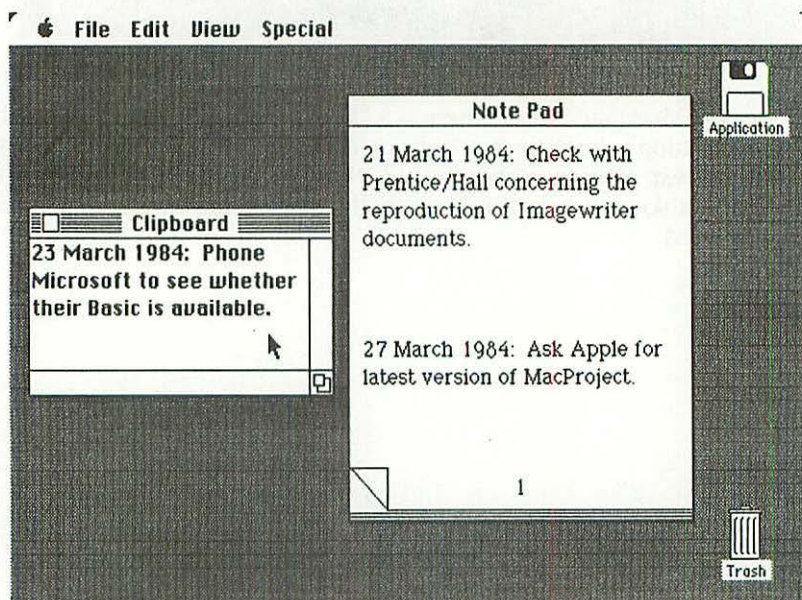 File Edit View Special
Application
Note Pad
21 March 1984: Check with
Prentice/Hall concerning the
reproduction of Imagewriter
documents.
Clipboard
23 March 1984: Phone
Microsoft to see whether
their Basic is available.
27 March 1984: Ask Apple for
latest version of MacProject.
1
Trash